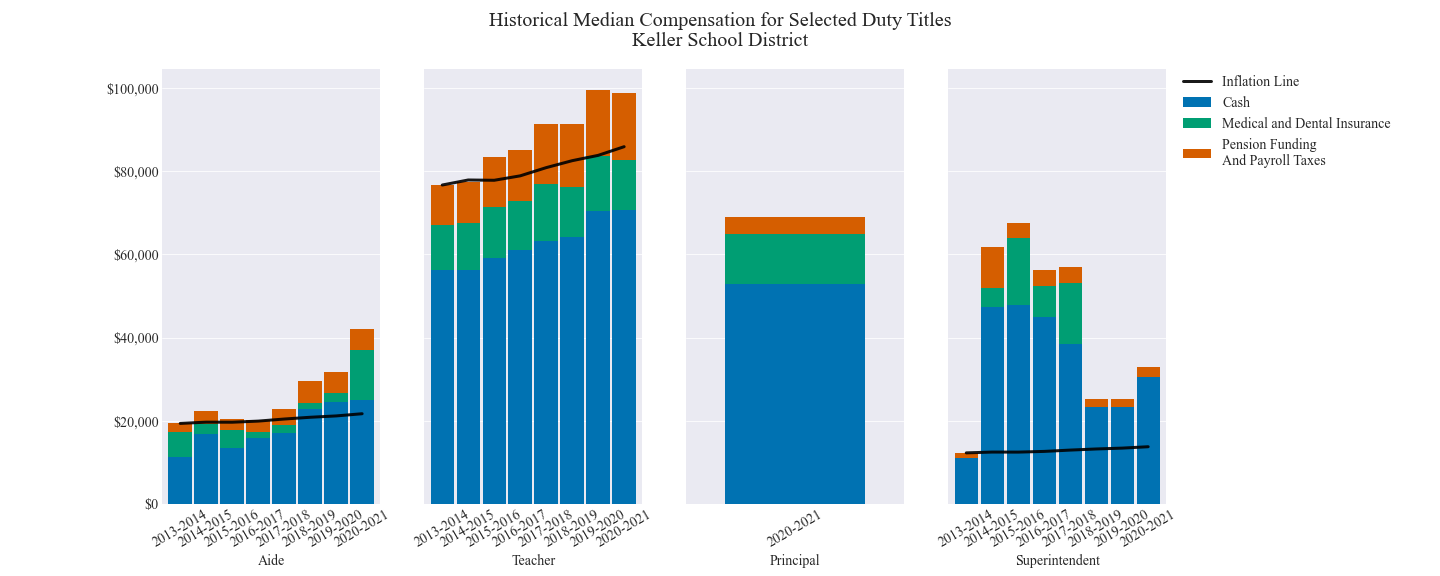 Historical Median Compensation for Selected Duty Titles
Keller School District
$100,000
$80,000
$60,000
$40,000
$20,000
$0
2013-2014
2014-2015
2015-2016
2016-2017
2017-2018
2018-2019
2019-2020
2020-2021
Aide
2013-2014
2014-2015
2015-2016
2016-2017
2017-2018
2018-2019
2019-2020
2020-2021
Teacher
2020-2021
Principal
2013-2014
2014-2015
2015-2016
2016-2017
2017-2018
2018-2019
2019-2020
2020-2021
Superintendent
Inflation Line
Cash
Medical and Dental Insurance
Pension Funding
And Payroll Taxes